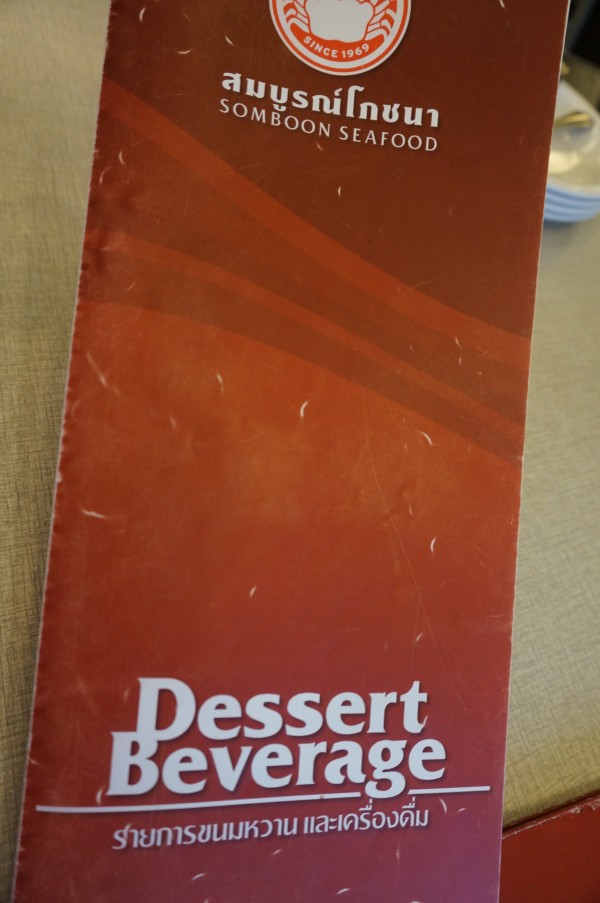 SINCE 1969
สมบูรณ์โภชนา
SOMBOON SEAFOOD
Dessert
Beverage
รายการขนมหวาน และเครื่องดื่ม